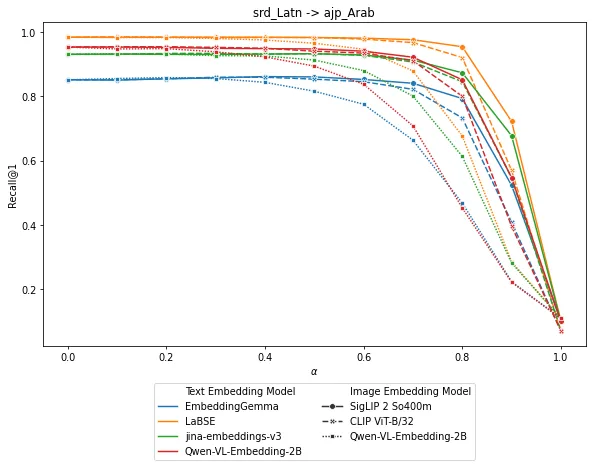 srd_Latn -> ajp_Arab
Recall@1
1.0
0.8
0.6
0.4
0.2
0.0 0.2 0.4 0.6 0.8 1.0
α
Text Embedding Model Image Embedding Model
EmbeddingGemma SigLIP 2 So400m
LaBSE CLIP ViT-B/32
jina-embeddings-v3 Qwen-VL-Embedding-2B
Qwen-VL-Embedding-2B